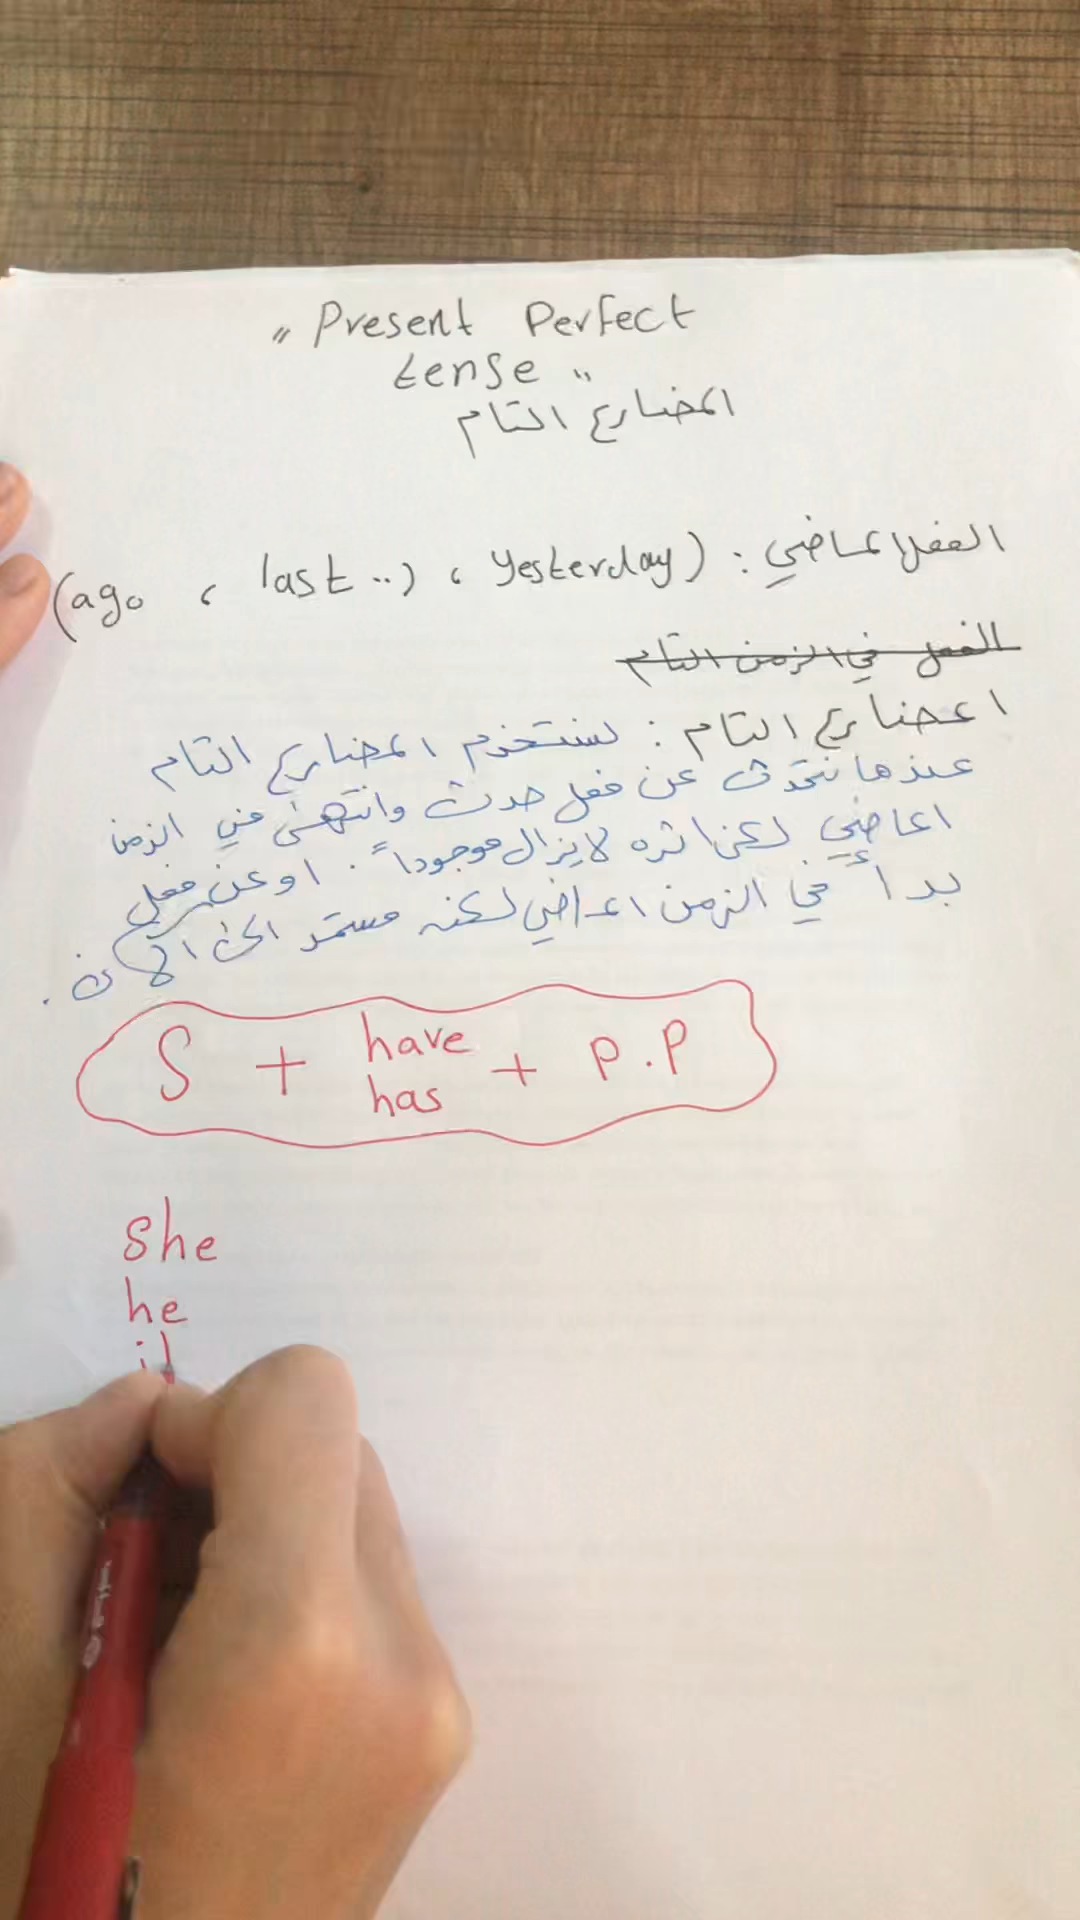 " Present Perfect
tense "
المضارع التام
الفعل الماضي : (yesterday ، last ..، ، ago)
الفعل في الزمن التام
المضارع التام : نستخدم المضارع التام
عندما نتحدث عن فعل حدث وانتهى في الزمن
الماضي لكن اثره لا يزال موجوداً . او عن فعل
بدأ في الزمن الماضي لكنه مستمر الى الآن .
S + have + P.P
has
she
he
it